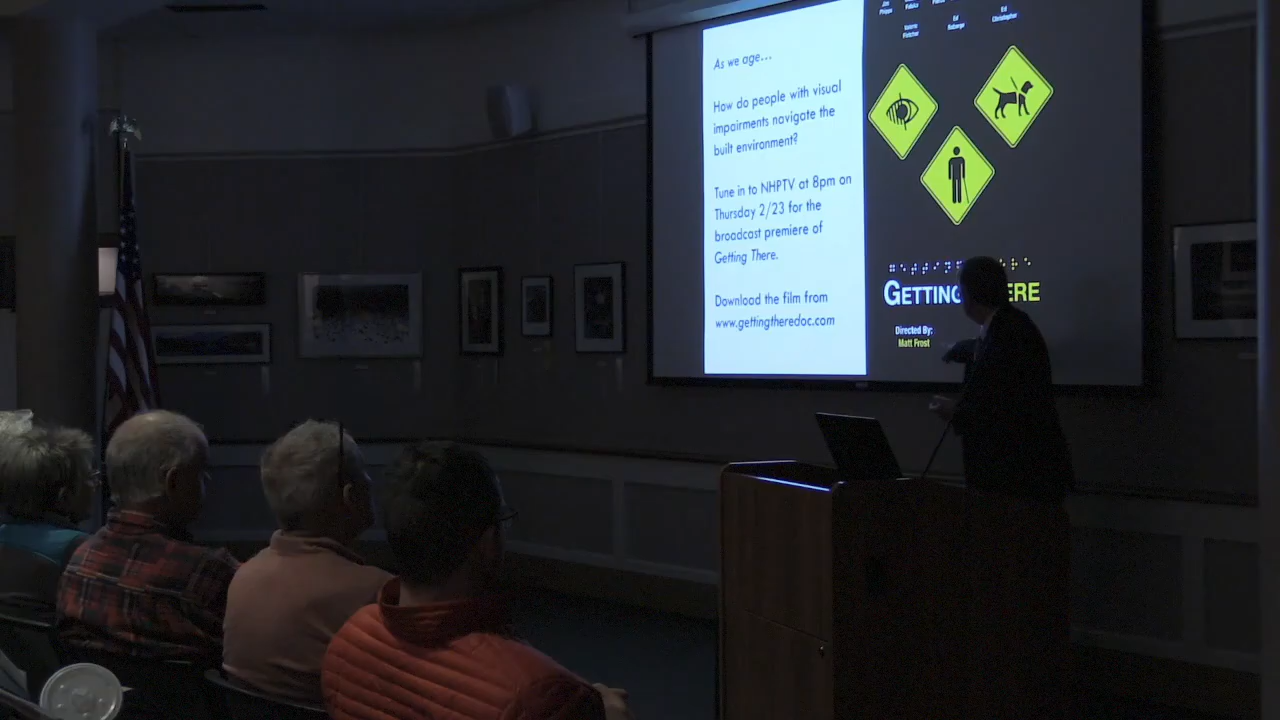 As we age...
How do people with visual
impairments navigate the
built environment?
Tune in to NHPTV at 8pm on
Thursday 2/23 for the
broadcast premiere of
Getting There.
Download the film from
www.gettingtheredoc.com
Ed
Christopher
GETTING ERE
Directed By:
Matt Frost